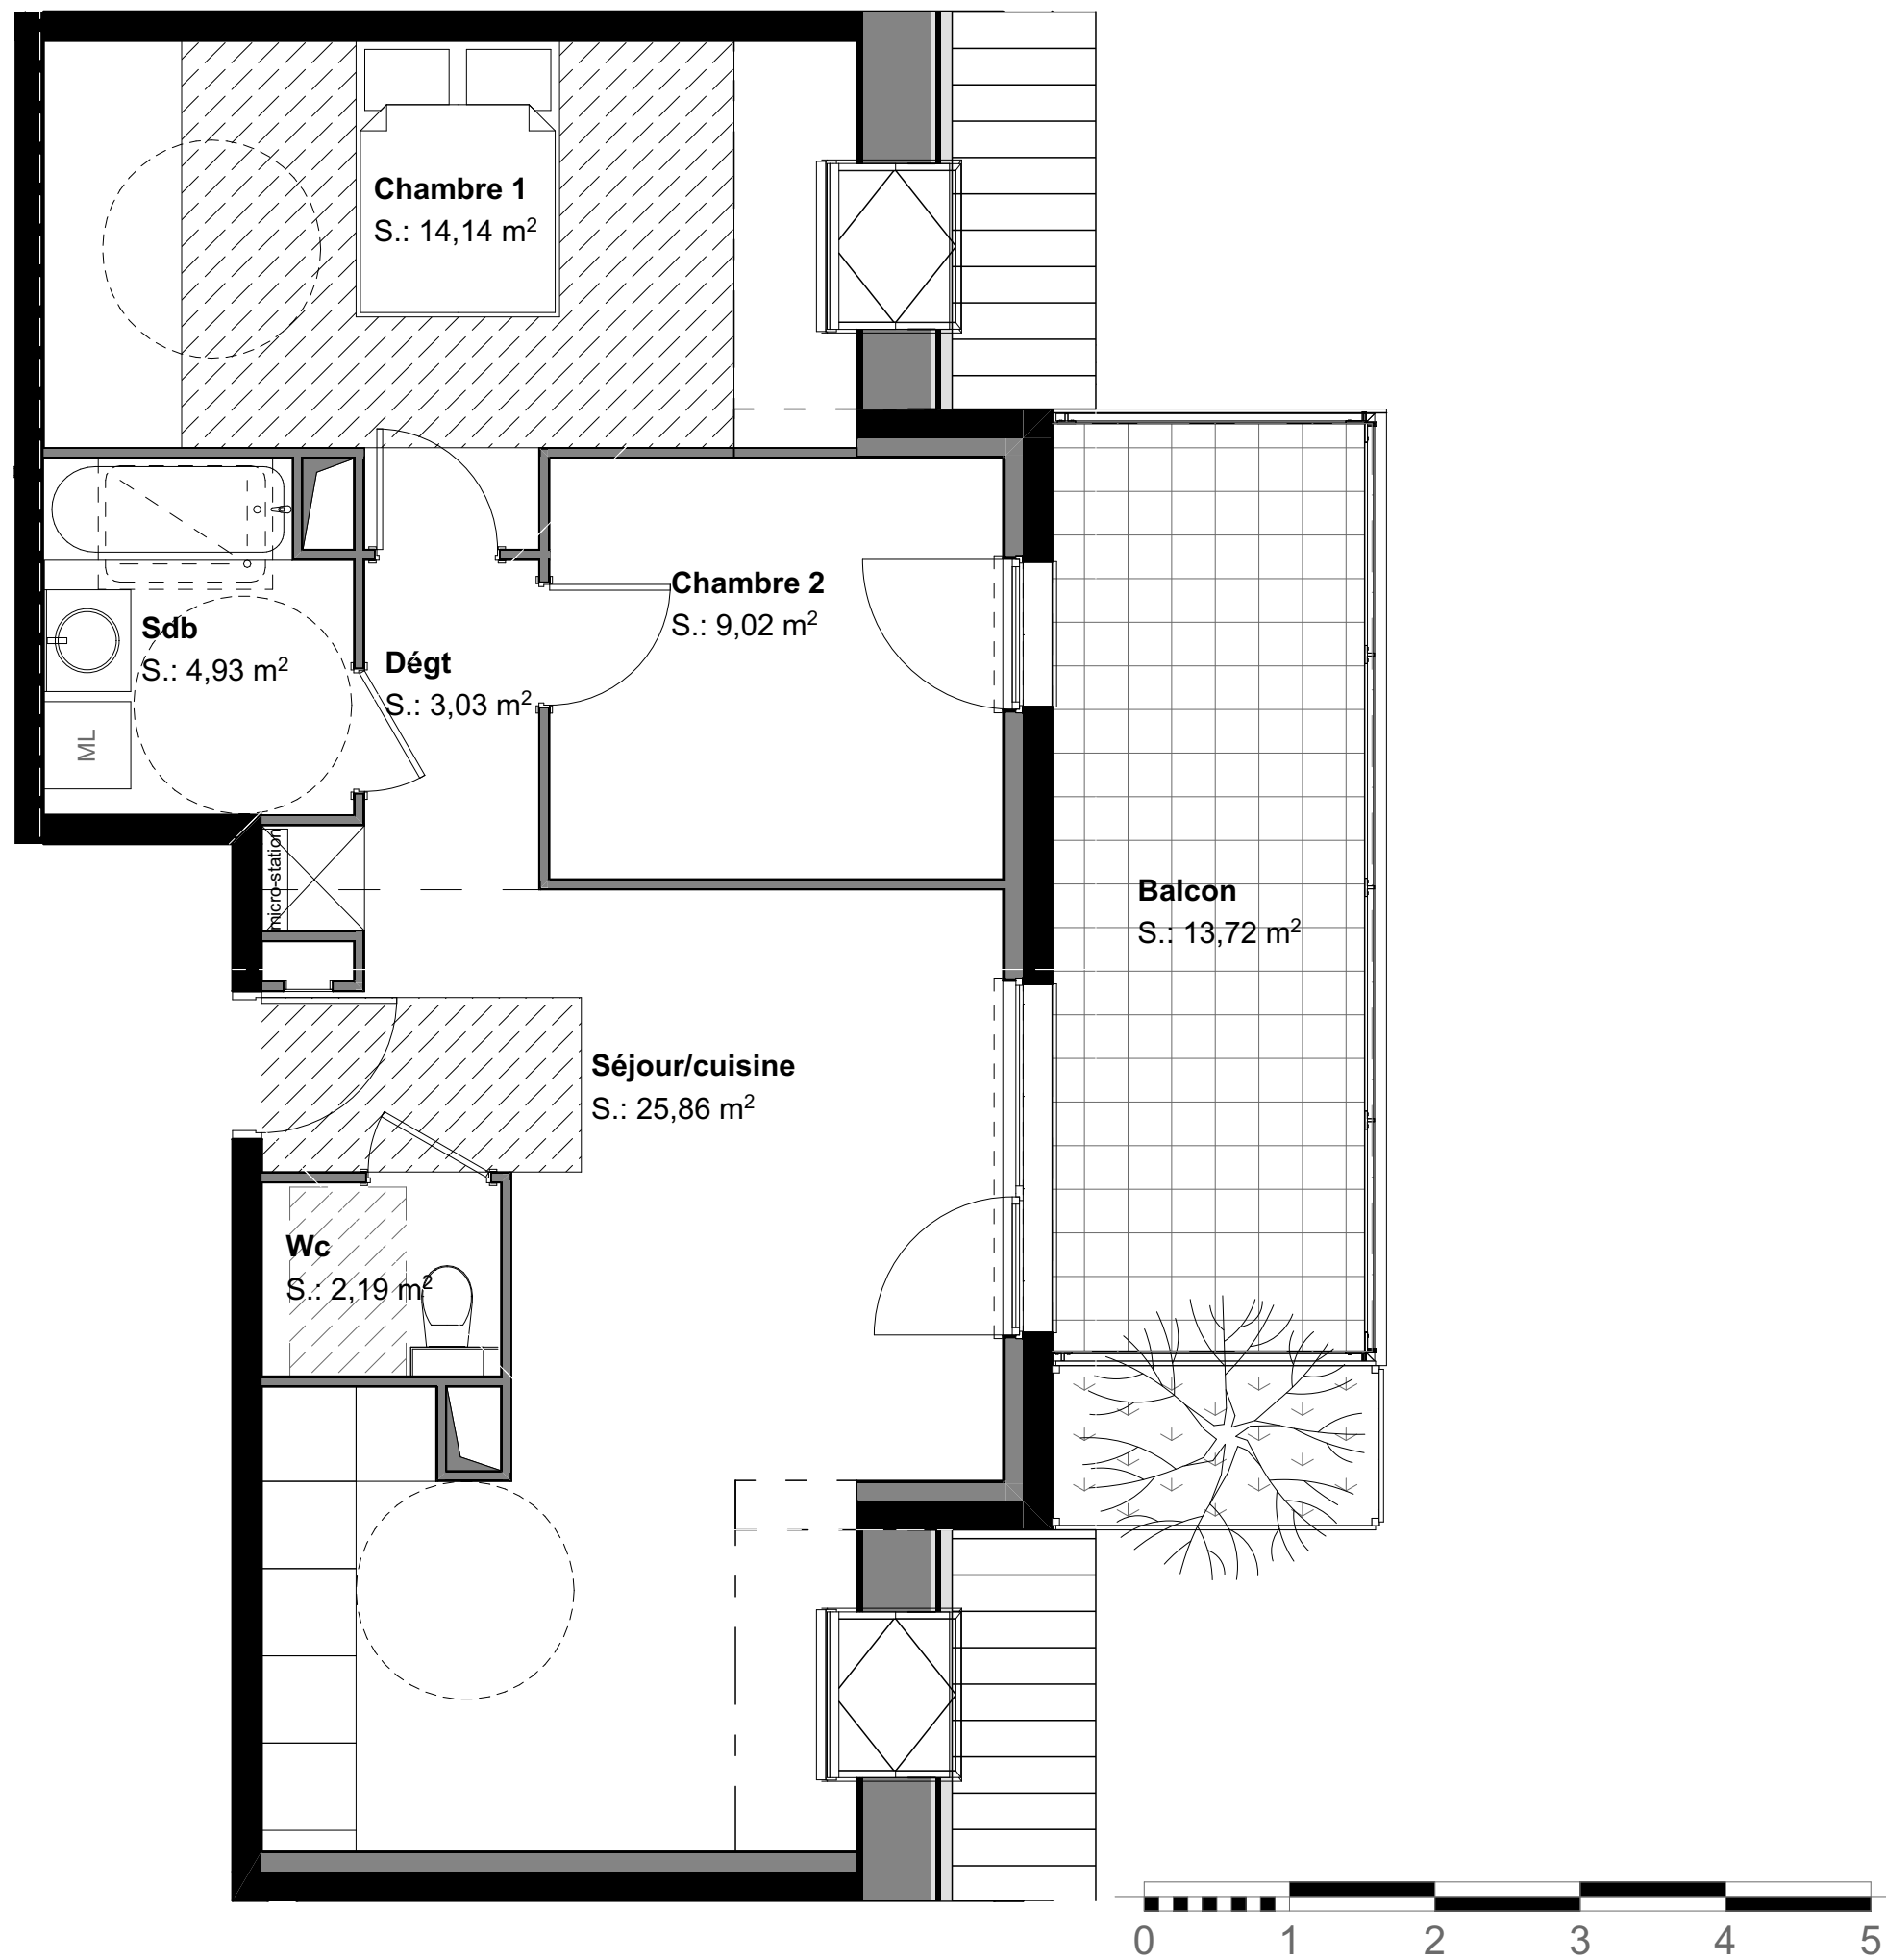 Chambre 1
S.: 14,14 m²
Chambre 2
S.: 9,02 m²
Sdb
S.: 4,93 m²
Dégt
S.: 3,03 m²
ML
micro-station
Balcon
S.: 13,72 m²
Séjour/cuisine
S.: 25,86 m²
Wc
S.: 2,19 m²
0 1 2 3 4 5